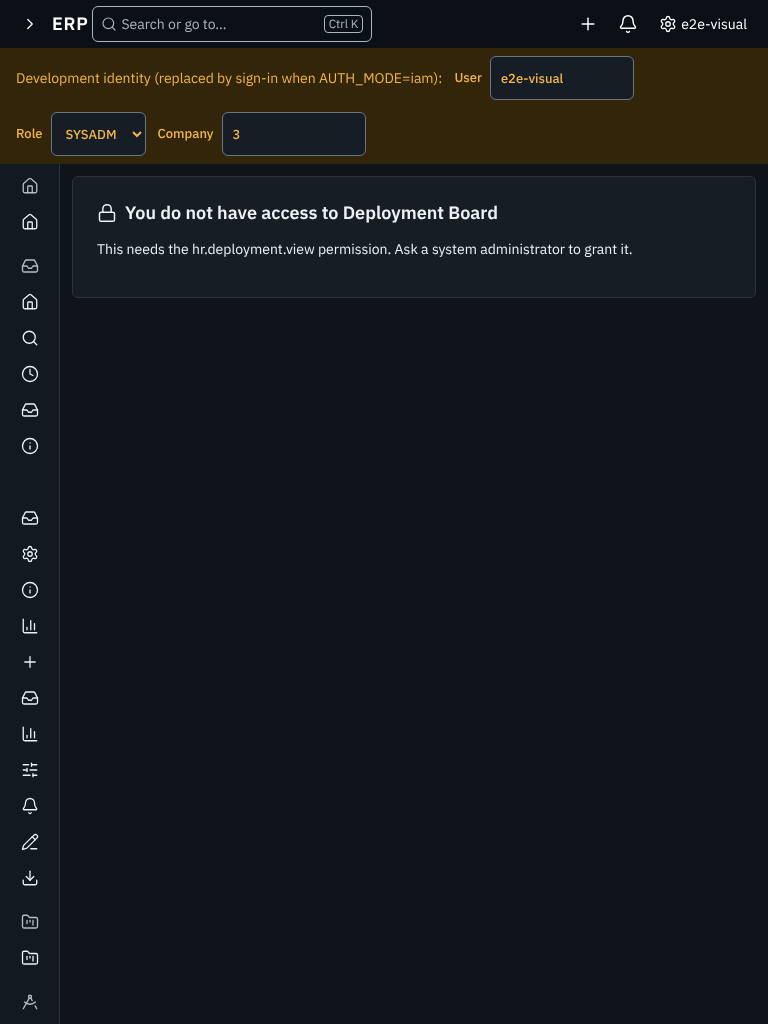 ERP
Search or go to...
Ctrl K
e2e-visual
Development identity (replaced by sign-in when AUTH_MODE=iam):
User
e2e-visual
Role
SYSADM
Company
3
You do not have access to Deployment Board
This needs the hr.deployment.view permission. Ask a system administrator to grant it.